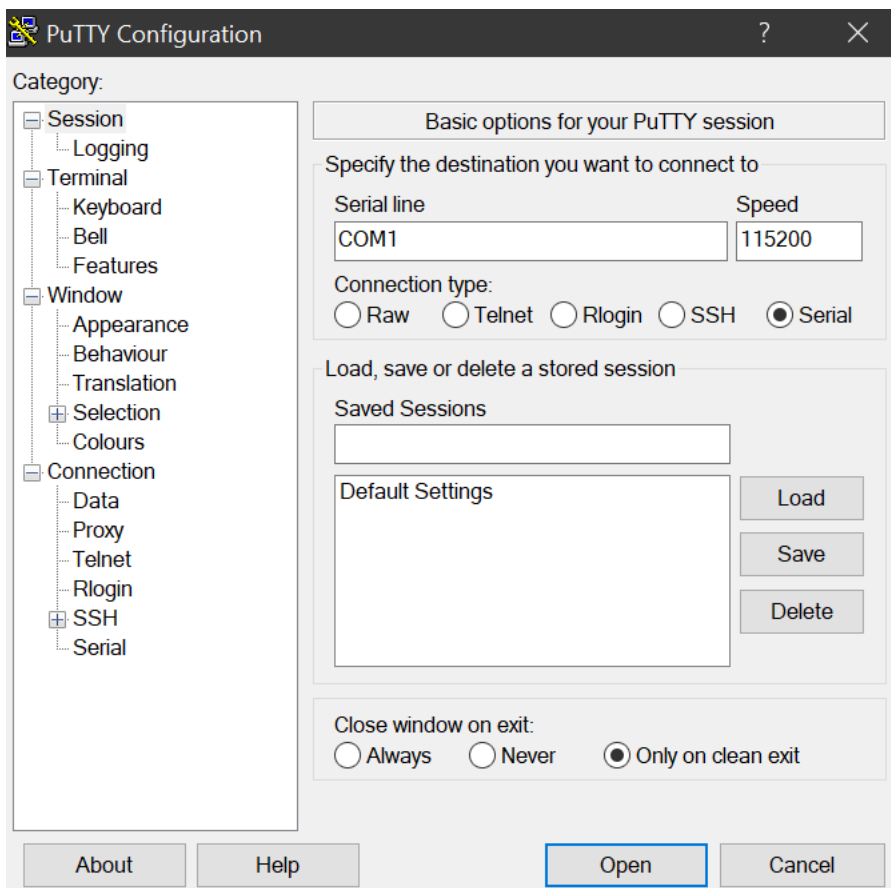 PuTTY Configuration
?
Category:
Session
Logging
Terminal
Keyboard
Bell
Features
Window
Appearance
Behaviour
Translation
Selection
Colours
Connection
Data
Proxy
Telnet
Rlogin
SSH
Serial
Basic options for your PuTTY session
Specify the destination you want to connect to
Serial line Speed
COM1 115200
Connection type:
Raw Telnet Rlogin SSH Serial
Load, save or delete a stored session
Saved Sessions
Default Settings
Load
Save
Delete
Close window on exit:
Always Never Only on clean exit
About Help Open Cancel